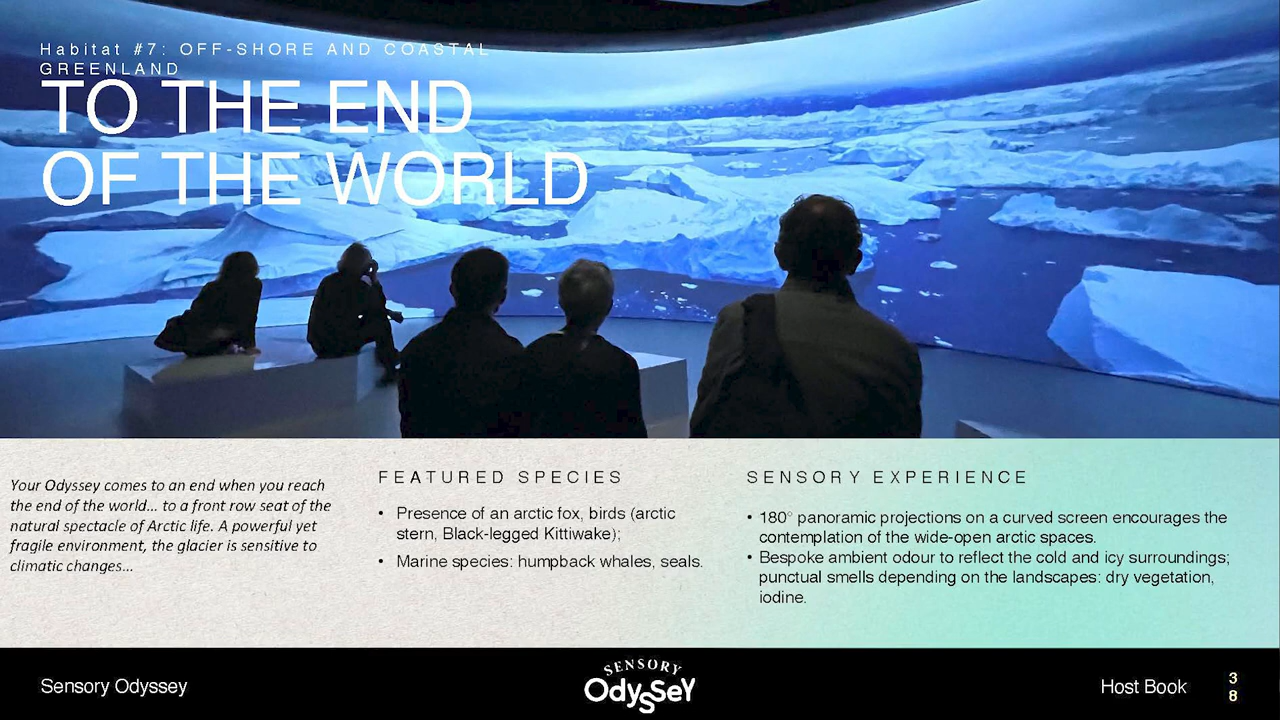 Habitat #7: OFF-SHORE AND COASTAL
GREENLAND
TO THE END
OF THE WORLD
Your Odyssey comes to an end when you reach
the end of the world... to a front row seat of the
natural spectacle of Arctic life. A powerful yet
fragile environment, the glacier is sensitive to
climatic changes...
FEATURED SPECIES
• Presence of an arctic fox, birds (arctic
stern, Black-legged Kittiwake);
• Marine species: humpback whales, seals.
SENSORY EXPERIENCE
• 180° panoramic projections on a curved screen encourages the
contemplation of the wide-open arctic spaces.
• Bespoke ambient odour to reflect the cold and icy surroundings;
punctual smells depending on the landscapes: dry vegetation,
iodine.
Sensory Odyssey
SENSORY
OdySSeY
Host Book
3
8